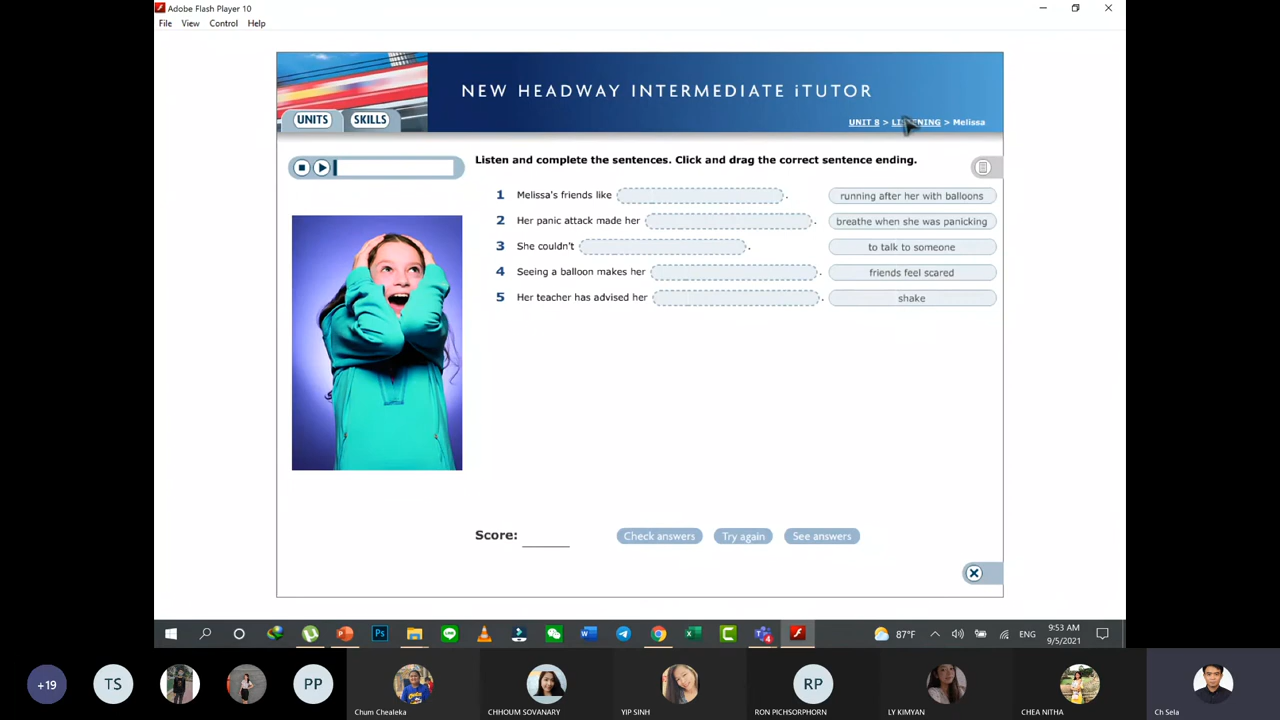 Adobe Flash Player 10
File View Control Help
NEW HEADWAY INTERMEDIATE iTUTOR
UNITS SKILLS
UNIT 8 > LISTENING > Melissa
Listen and complete the sentences. Click and drag the correct sentence ending.
1 Melissa's friends like . running after her with balloons
2 Her panic attack made her . breathe when she was panicking
3 She couldn't . to talk to someone
4 Seeing a balloon makes her . friends feel scared
5 Her teacher has advised her . shake
Score: Check answers Try again See answers
87°F ENG 9:53 AM
9/5/2021
+19 TS PP RP
Chum Chealeka CHHOUM SOVANARY YIP SINH RON PICHSORPHORN LY KIMYAN CHEA NITHA Ch Sela